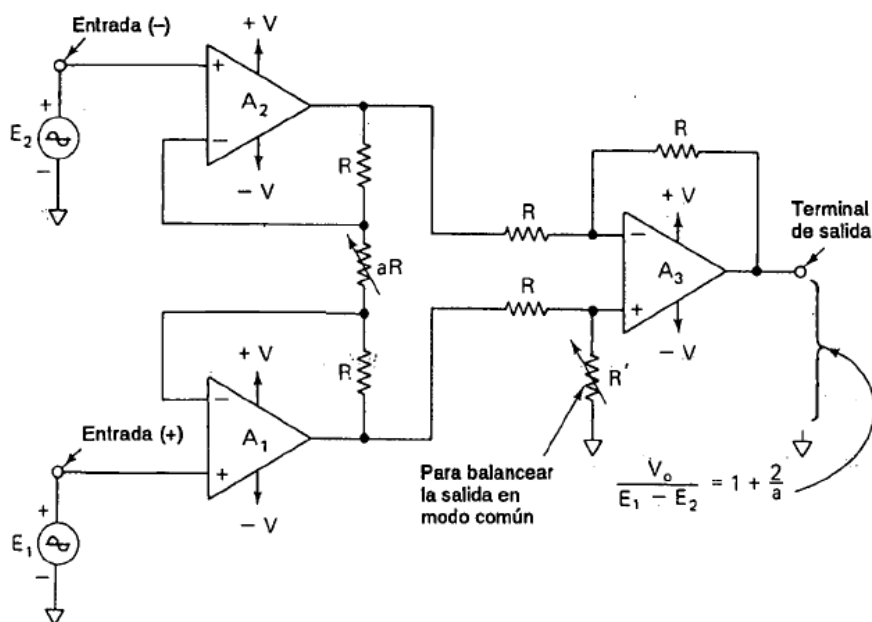 Entrada (–)
+ V
+
A₂
–
– V
+
E₂
–
R
aR
R
R
R
+ V
–
A₃
+
– V
Terminal
de salida
R
R′
+ V
–
A₁
+
– V
Entrada (+)
+
E₁
–
Para balancear
la salida en
modo común
V₀ / (E₁ – E₂) = 1 + 2/a